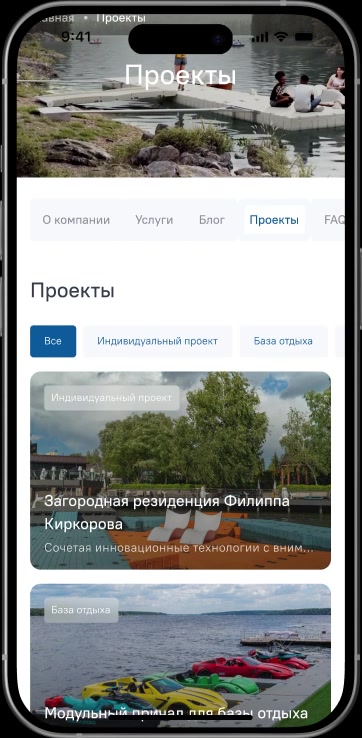 авная • Проекты
9:41
Проекты
О компании Услуги Блог Проекты FAQ
Проекты
Все Индивидуальный проект База отдыха
Индивидуальный проект
Загородная резиденция Филиппа
Киркорова
Сочетая инновационные технологии с вним...
База отдыха
Модульный причал для базы отдыха